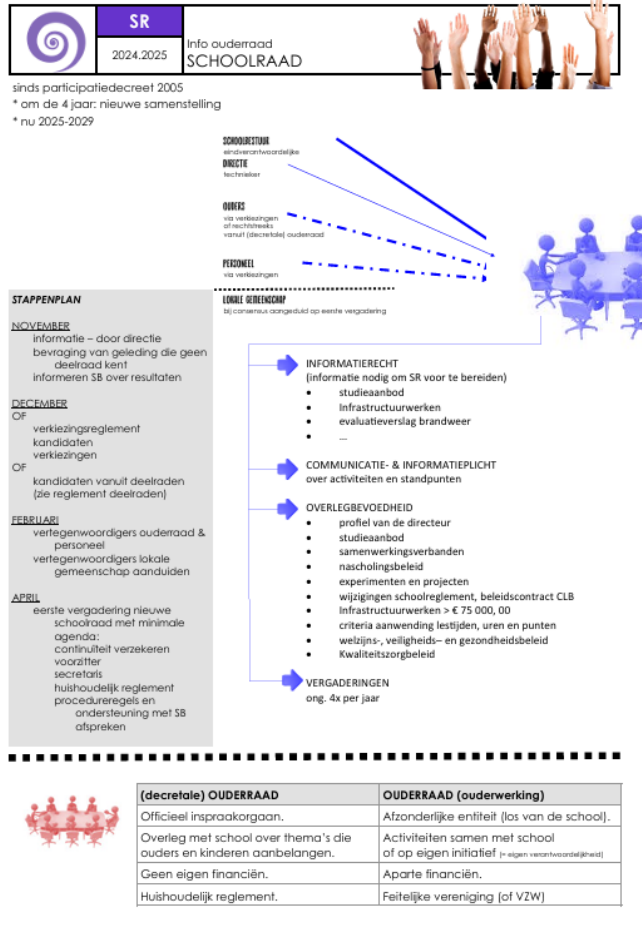 SR
2024.2025
Info ouderraad
SCHOOLRAAD
sinds participatiedecreet 2005
* om de 4 jaar: nieuwe samenstelling
* nu 2025-2029
SCHOOLBESTUUR
eindverantwoordelijke
DIRECTIE
technieker
OUDERS
via verkiezingen
of rechtstreeks
vanuit (decretale) ouderraad
PERSONEEL
via verkiezingen
LOKALE GEMEENSCHAP
bij consensus aangeduid op eerste vergadering
STAPPENPLAN
NOVEMBER
informatie – door directie
bevraging van geleding die geen
deelraad kent
informeren SB over resultaten
DECEMBER
OF
verkiezingsreglement
kandidaten
verkiezingen
OF
kandidaten vanuit deelraden
(zie reglement deelraden)
FEBRUARI
vertegenwoordigers ouderraad &
personeel
vertegenwoordigers lokale
gemeenschap aanduiden
APRIL
eerste vergadering nieuwe
schoolraad met minimale
agenda:
continuïteit verzekeren
voorzitter
secretaris
huishoudelijk reglement
procedureregels en
ondersteuning met SB
afspreken
INFORMATIERECHT
(informatie nodig om SR voor te bereiden)
• studieaanbod
• Infrastructuurwerken
• evaluatieverslag brandweer
• ...
COMMUNICATIE- & INFORMATIEPLICHT
over activiteiten en standpunten
OVERLEGBEVOEDHEID
• profiel van de directeur
• studieaanbod
• samenwerkingsverbanden
• nascholingsbeleid
• experimenten en projecten
• wijzigingen schoolreglement, beleidscontract CLB
• Infrastructuurwerken > € 75 000, 00
• criteria aanwending lestijden, uren en punten
• welzijns-, veiligheids– en gezondheidsbeleid
• Kwaliteitszorgbeleid
VERGADERINGEN
ong. 4x per jaar
(decretale) OUDERRAAD
OUDERRAAD (ouderwerking)
Officieel inspraakorgaan.
Afzonderlijke entiteit (los van de school).
Overleg met school over thema's die
ouders en kinderen aanbelangen.
Activiteiten samen met school
of op eigen initiatief (= eigen verantwoordelijkheid)
Geen eigen financiën.
Aparte financiën.
Huishoudelijk reglement.
Feitelijke vereniging (of VZW)